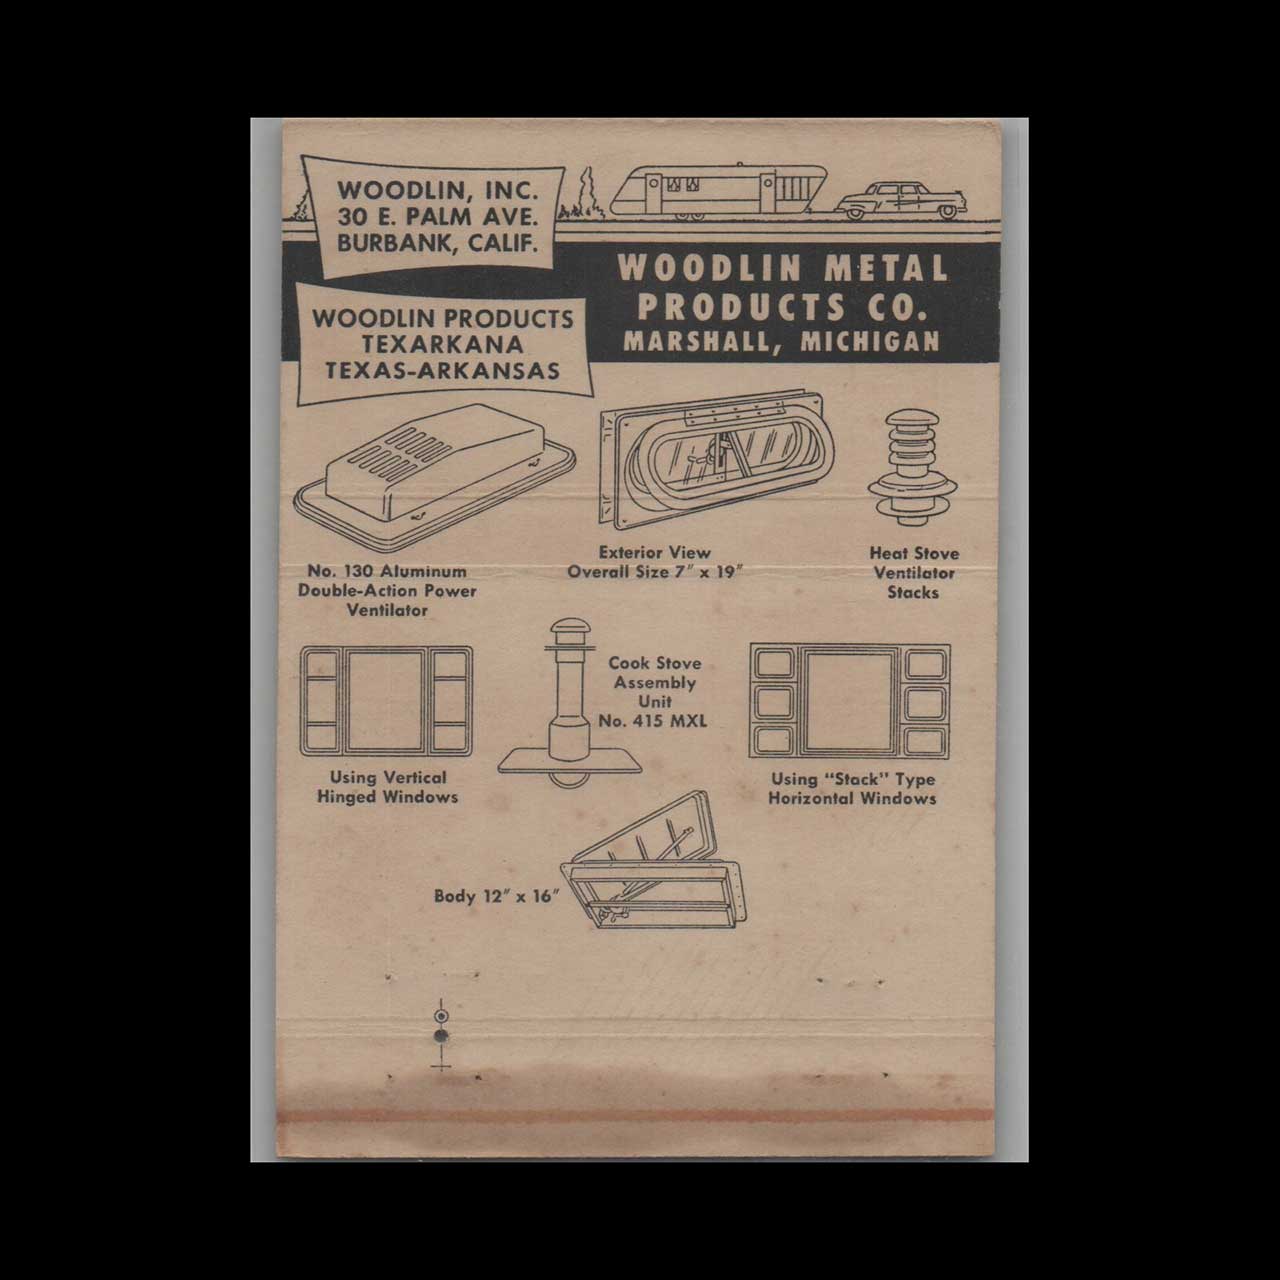 WOODLIN, INC.
30 E. PALM AVE.
BURBANK, CALIF.
WOODLIN METAL
PRODUCTS CO.
MARSHALL, MICHIGAN
WOODLIN PRODUCTS
TEXARKANA
TEXAS-ARKANSAS
No. 130 Aluminum
Double-Action Power
Ventilator
Exterior View
Overall Size 7″ x 19″
Heat Stove
Ventilator
Stacks
Cook Stove
Assembly
Unit
No. 415 MXL
Using Vertical
Hinged Windows
Using “Stack” Type
Horizontal Windows
Body 12″ x 16″